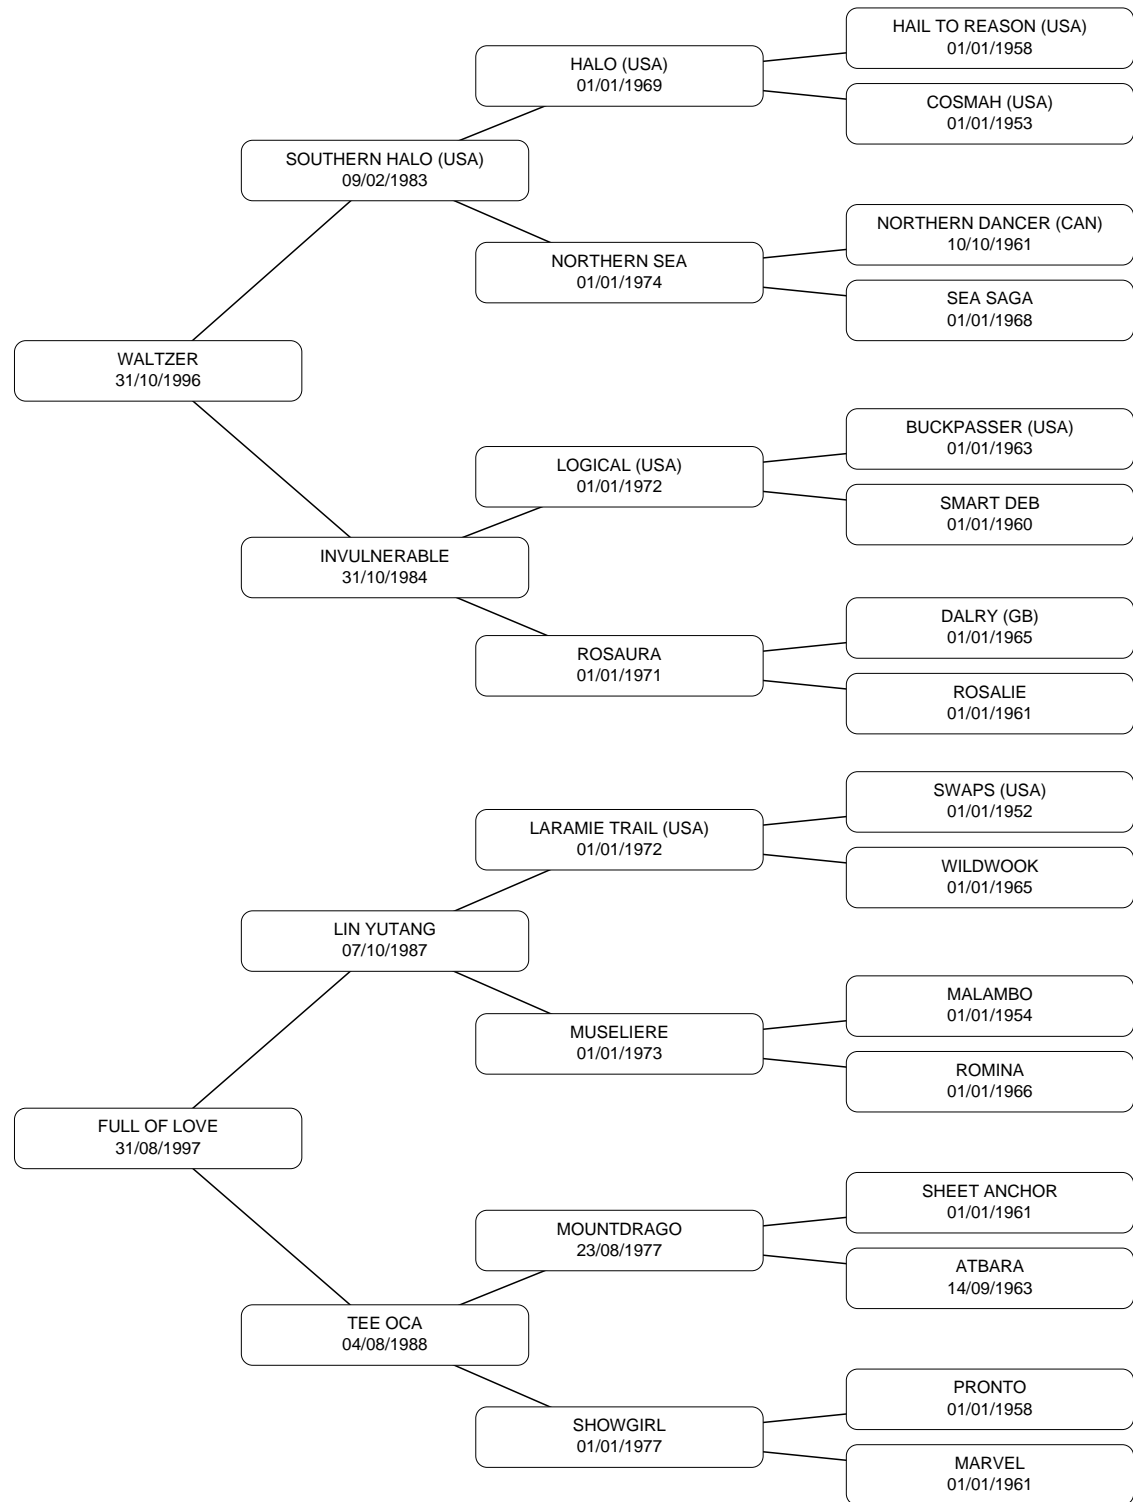 HAIL TO REASON (USA)
01/01/1958
HALO (USA)
01/01/1969
COSMAH (USA)
01/01/1953
SOUTHERN HALO (USA)
09/02/1983
NORTHERN DANCER (CAN)
10/10/1961
NORTHERN SEA
01/01/1974
SEA SAGA
01/01/1968
WALTZER
31/10/1996
BUCKPASSER (USA)
01/01/1963
LOGICAL (USA)
01/01/1972
SMART DEB
01/01/1960
INVULNERABLE
31/10/1984
DALRY (GB)
01/01/1965
ROSAURA
01/01/1971
ROSALIE
01/01/1961
SWAPS (USA)
01/01/1952
LARAMIE TRAIL (USA)
01/01/1972
WILDWOOK
01/01/1965
LIN YUTANG
07/10/1987
MALAMBO
01/01/1954
MUSELIERE
01/01/1973
ROMINA
01/01/1966
FULL OF LOVE
31/08/1997
SHEET ANCHOR
01/01/1961
MOUNTDRAGO
23/08/1977
ATBARA
14/09/1963
TEE OCA
04/08/1988
PRONTO
01/01/1958
SHOWGIRL
01/01/1977
MARVEL
01/01/1961